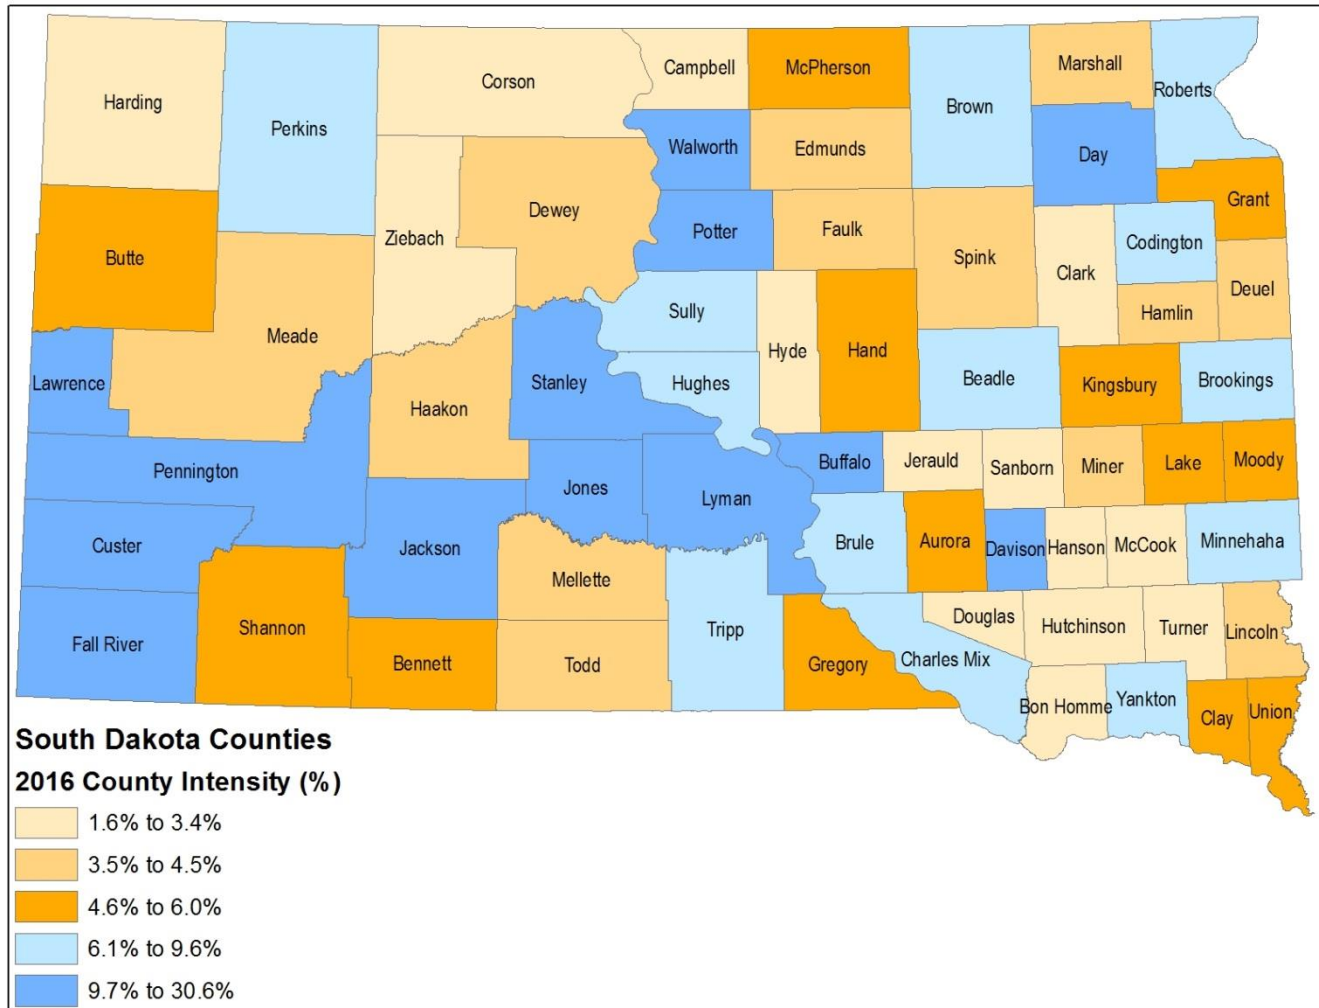 Harding
Perkins
Corson
Campbell
McPherson
Brown
Marshall
Roberts
Walworth
Edmunds
Day
Grant
Butte
Ziebach
Dewey
Potter
Faulk
Spink
Clark
Codington
Deuel
Hamlin
Meade
Sully
Hyde
Hand
Beadle
Kingsbury
Brookings
Lawrence
Haakon
Stanley
Hughes
Pennington
Jones
Lyman
Buffalo
Jerauld
Sanborn
Miner
Lake
Moody
Custer
Jackson
Brule
Aurora
Davison
Hanson
McCook
Minnehaha
Fall River
Shannon
Bennett
Mellette
Todd
Tripp
Gregory
Charles Mix
Douglas
Hutchinson
Turner
Lincoln
Bon Homme
Yankton
Clay
Union
South Dakota Counties
2016 County Intensity (%)
1.6% to 3.4%
3.5% to 4.5%
4.6% to 6.0%
6.1% to 9.6%
9.7% to 30.6%